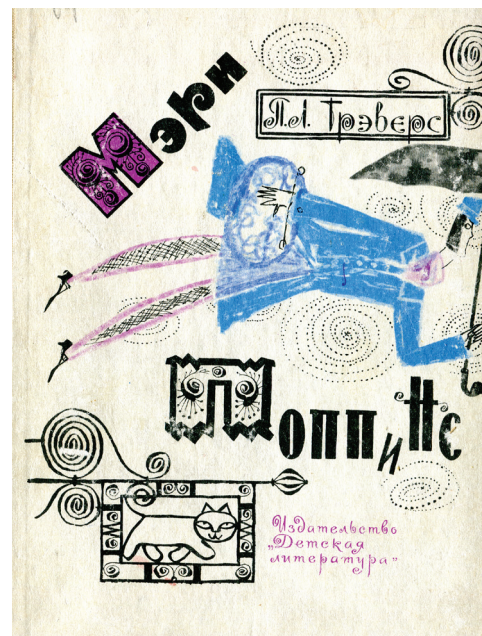 Мэри
П.Л. Трэверс
Поппинс
Издательство
„Детская
литература”